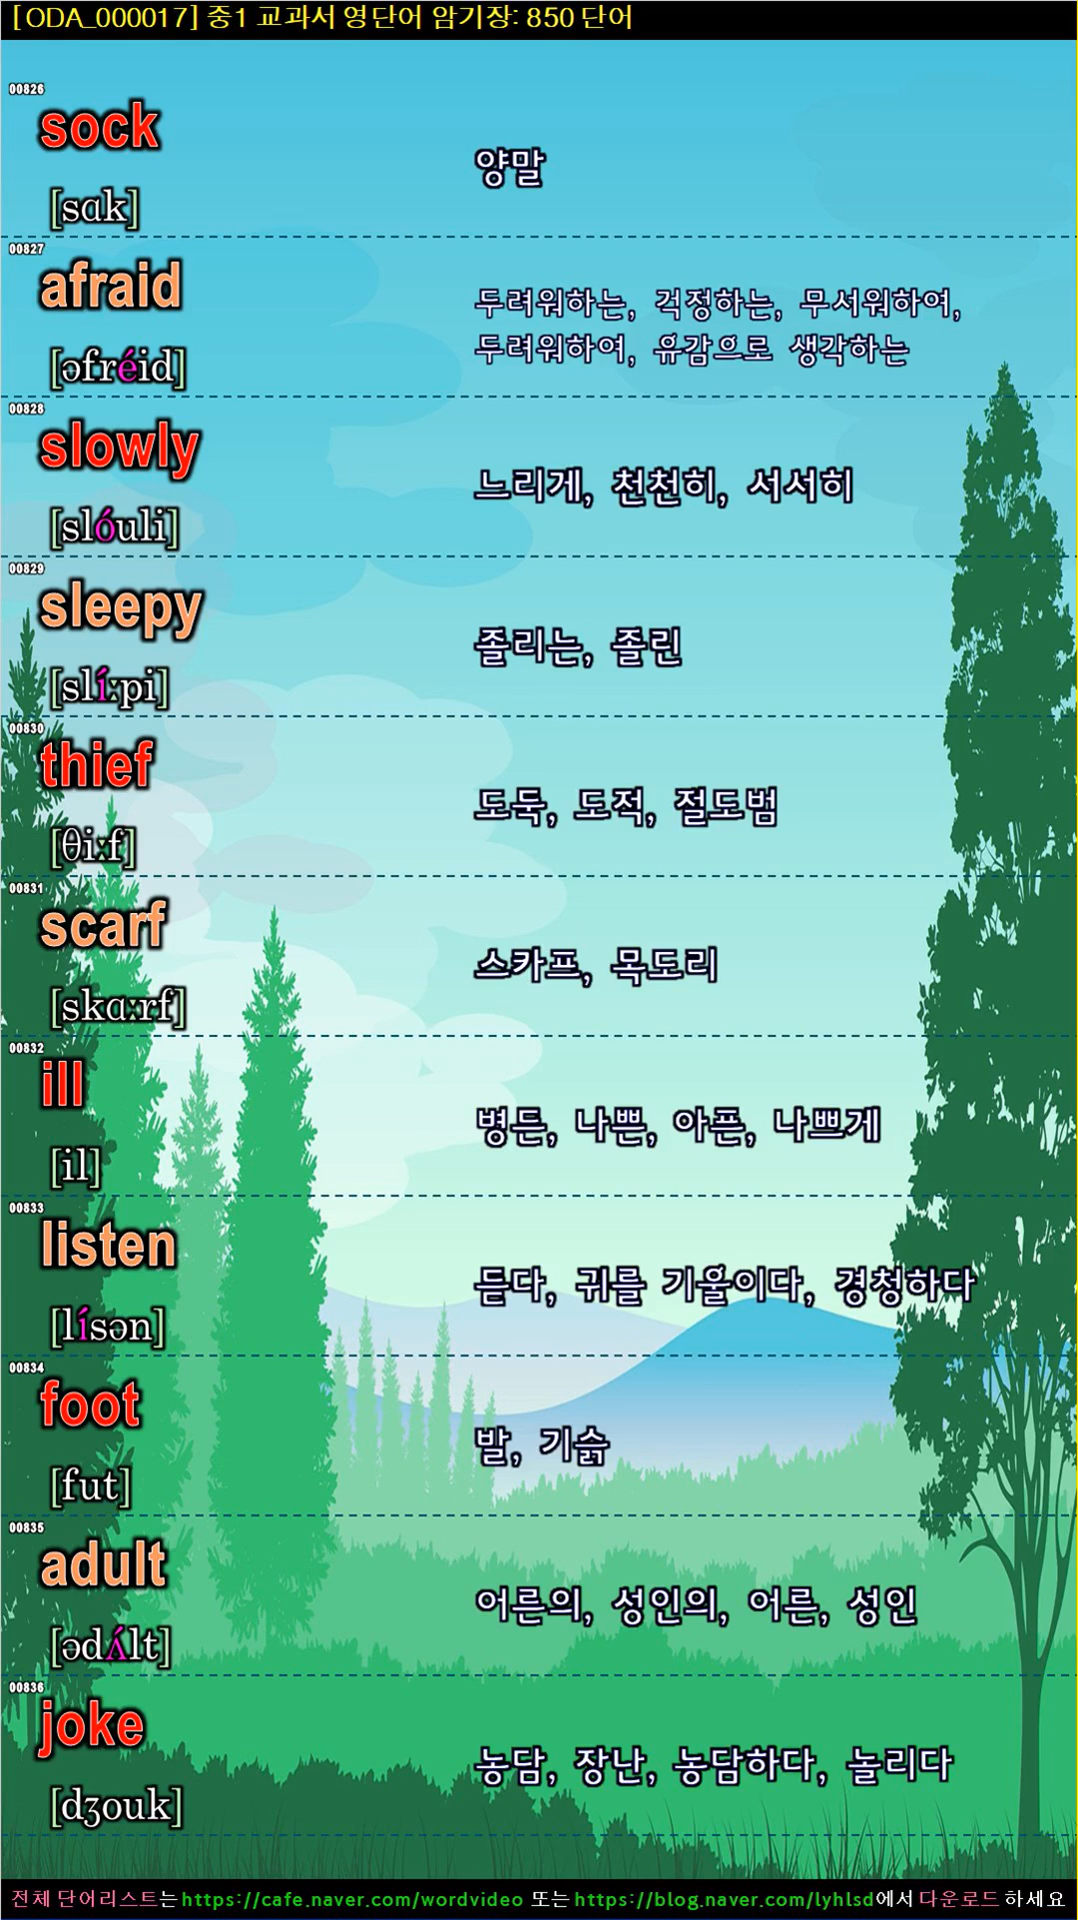 [ODA_000017] 중1 교과서 영단어 암기장: 850 단어
00826
sock
양말
[sɑk]
00827
afraid
두려워하는, 걱정하는, 무서워하여,
두려워하여, 유감으로 생각하는
[əfréid]
00828
slowly
느리게, 천천히, 서서히
[slóuli]
00829
sleepy
졸리는, 졸린
[slíːpi]
00830
thief
도둑, 도적, 절도범
[θiːf]
00831
scarf
스카프, 목도리
[skɑːrf]
00832
ill
병든, 나쁜, 아픈, 나쁘게
[il]
00833
listen
듣다, 귀를 기울이다, 경청하다
[lísən]
00834
foot
발, 기슭
[fut]
00835
adult
어른의, 성인의, 어른, 성인
[ədʌ́lt]
00836
joke
농담, 장난, 농담하다, 놀리다
[dʒouk]
전체 단어리스트는 https://cafe.naver.com/wordvideo 또는 https://blog.naver.com/lyhlsd에서 다운로드 하세요